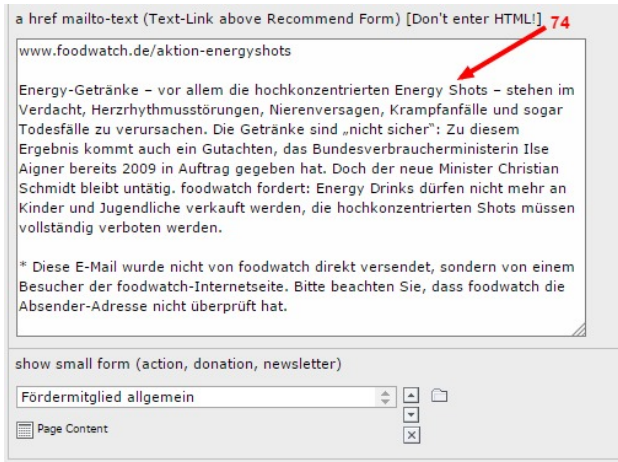 a href mailto-text (Text-Link above Recommend Form) [Don't enter HTML!] 74
www.foodwatch.de/aktion-energyshots
Energy-Getränke – vor allem die hochkonzentrierten Energy Shots – stehen im
Verdacht, Herzrhythmusstörungen, Nierenversagen, Krampfanfälle und sogar
Todesfälle zu verursachen. Die Getränke sind „nicht sicher“: Zu diesem
Ergebnis kommt auch ein Gutachten, das Bundesverbraucherministerin Ilse
Aigner bereits 2009 in Auftrag gegeben hat. Doch der neue Minister Christian
Schmidt bleibt untätig. foodwatch fordert: Energy Drinks dürfen nicht mehr an
Kinder und Jugendliche verkauft werden, die hochkonzentrierten Shots müssen
vollständig verboten werden.
* Diese E-Mail wurde nicht von foodwatch direkt versendet, sondern von einem
Besucher der foodwatch-Internetseite. Bitte beachten Sie, dass foodwatch die
Absender-Adresse nicht überprüft hat.
show small form (action, donation, newsletter)
Fördermitglied allgemein
Page Content